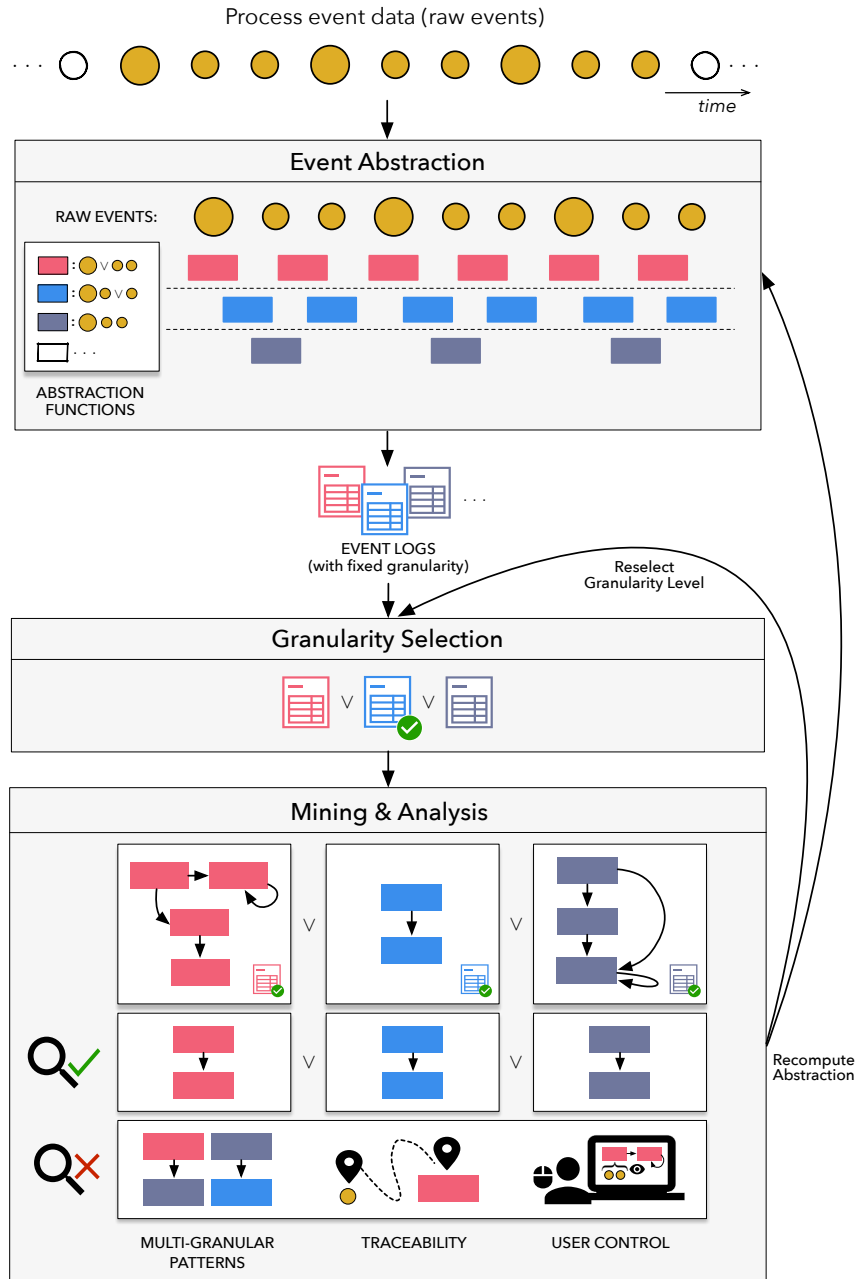 Process event data (raw events)
. . .
. . .
time
Event Abstraction
RAW EVENTS:
: ∨
: ∨
:
. . .
ABSTRACTION
FUNCTIONS
. . .
EVENT LOGS
(with fixed granularity)
Reselect
Granularity Level
Granularity Selection
∨ ∨
Mining & Analysis
∨ ∨
∨ ∨
Recompute
Abstraction
MULTI-GRANULAR
PATTERNS
TRACEABILITY
USER CONTROL